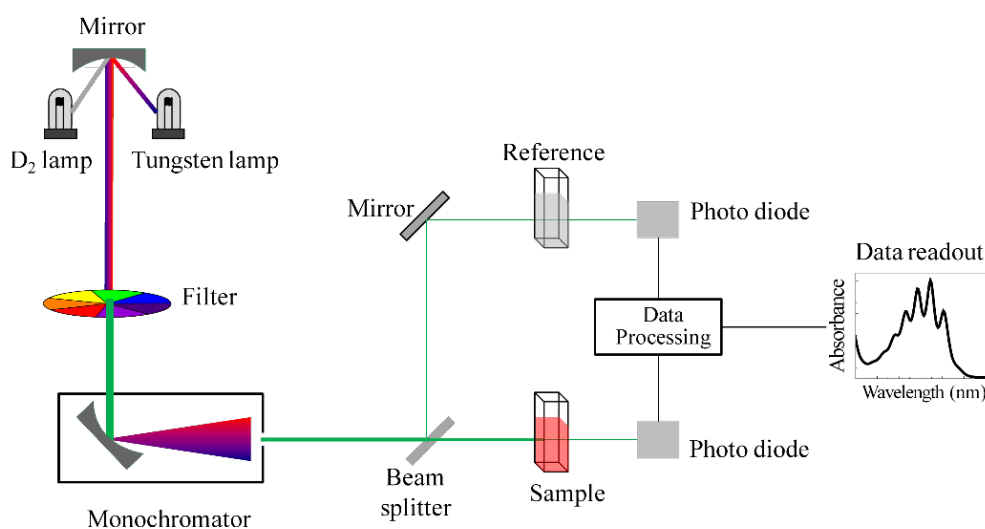 Mirror
D₂ lamp
Tungsten lamp
Reference
Mirror
Photo diode
Data readout
Filter
Data
Processing
Absorbance
Wavelength (nm)
Beam
splitter
Sample
Photo diode
Monochromator